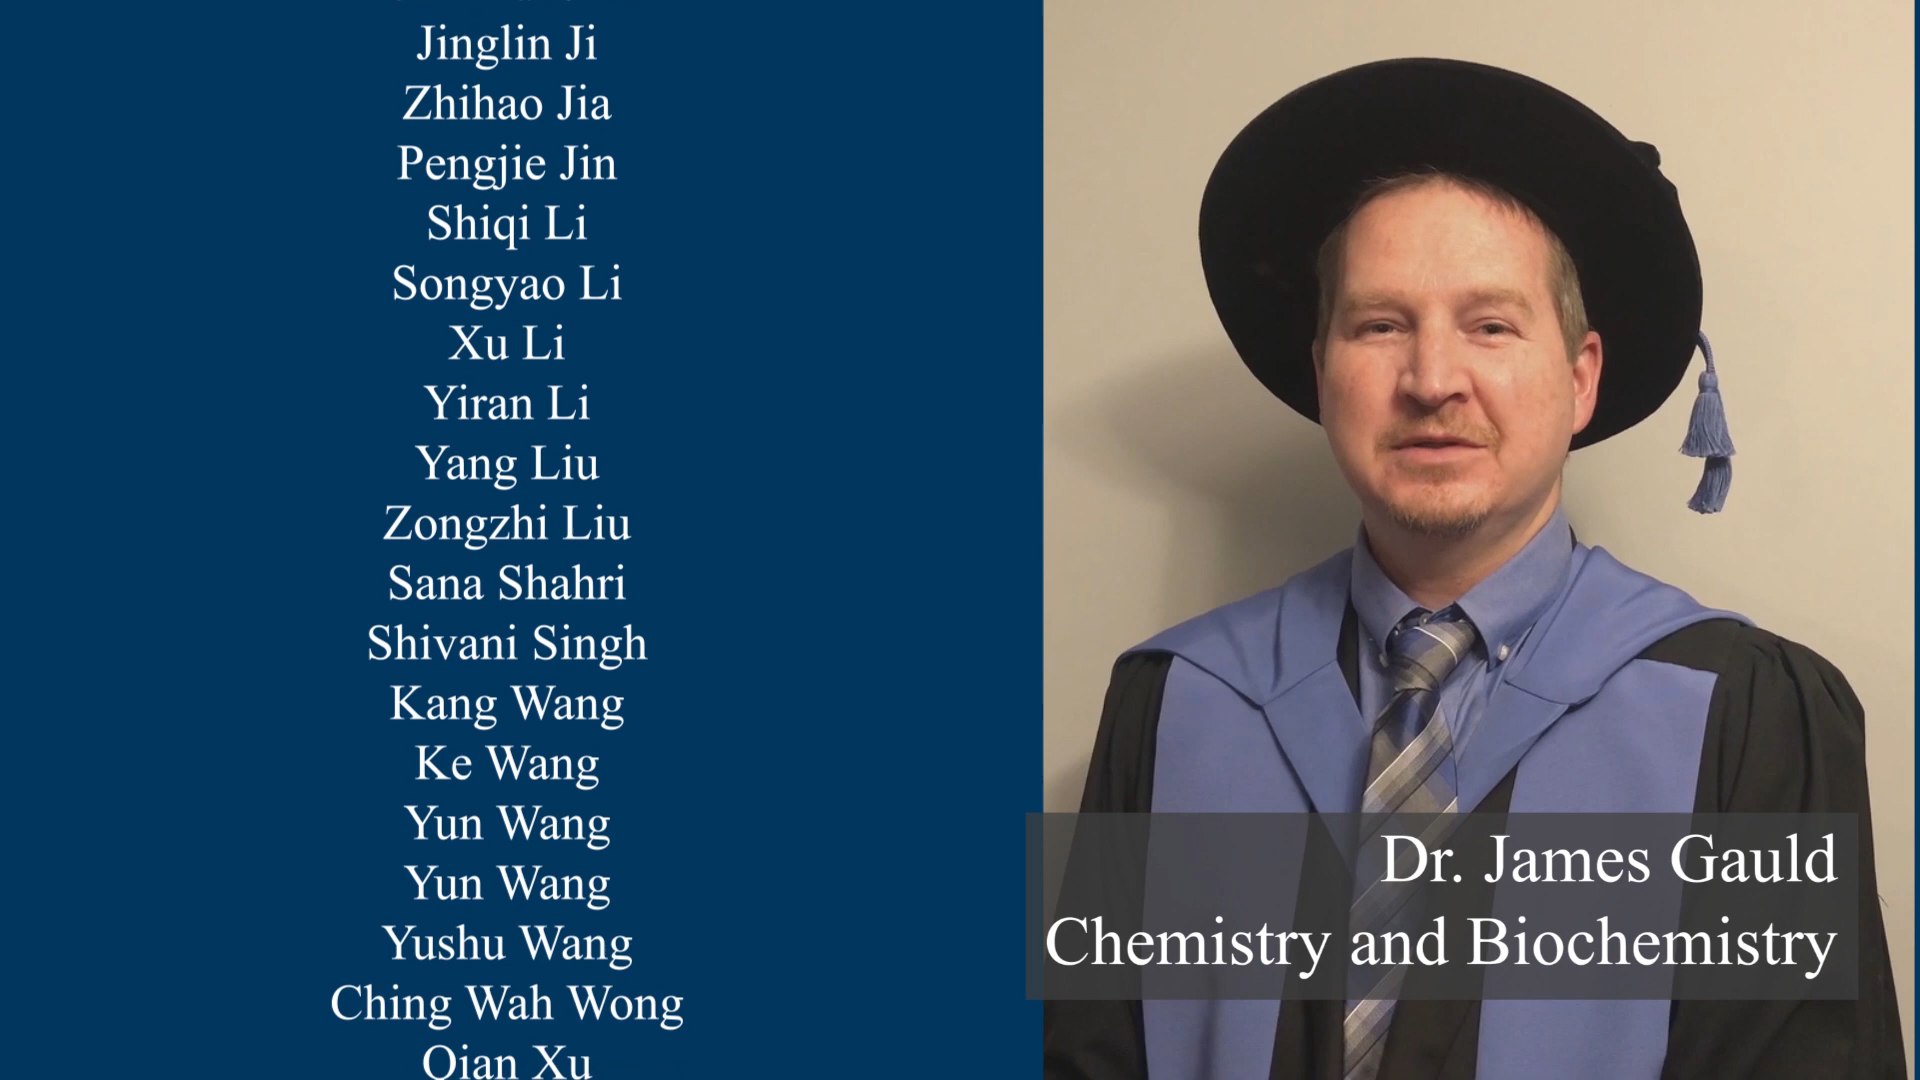 Jinglin Ji
Zhihao Jia
Pengjie Jin
Shiqi Li
Songyao Li
Xu Li
Yiran Li
Yang Liu
Zongzhi Liu
Sana Shahri
Shivani Singh
Kang Wang
Ke Wang
Yun Wang
Yun Wang
Yushu Wang
Ching Wah Wong
Qian Xu
Dr. James Gauld
Chemistry and Biochemistry